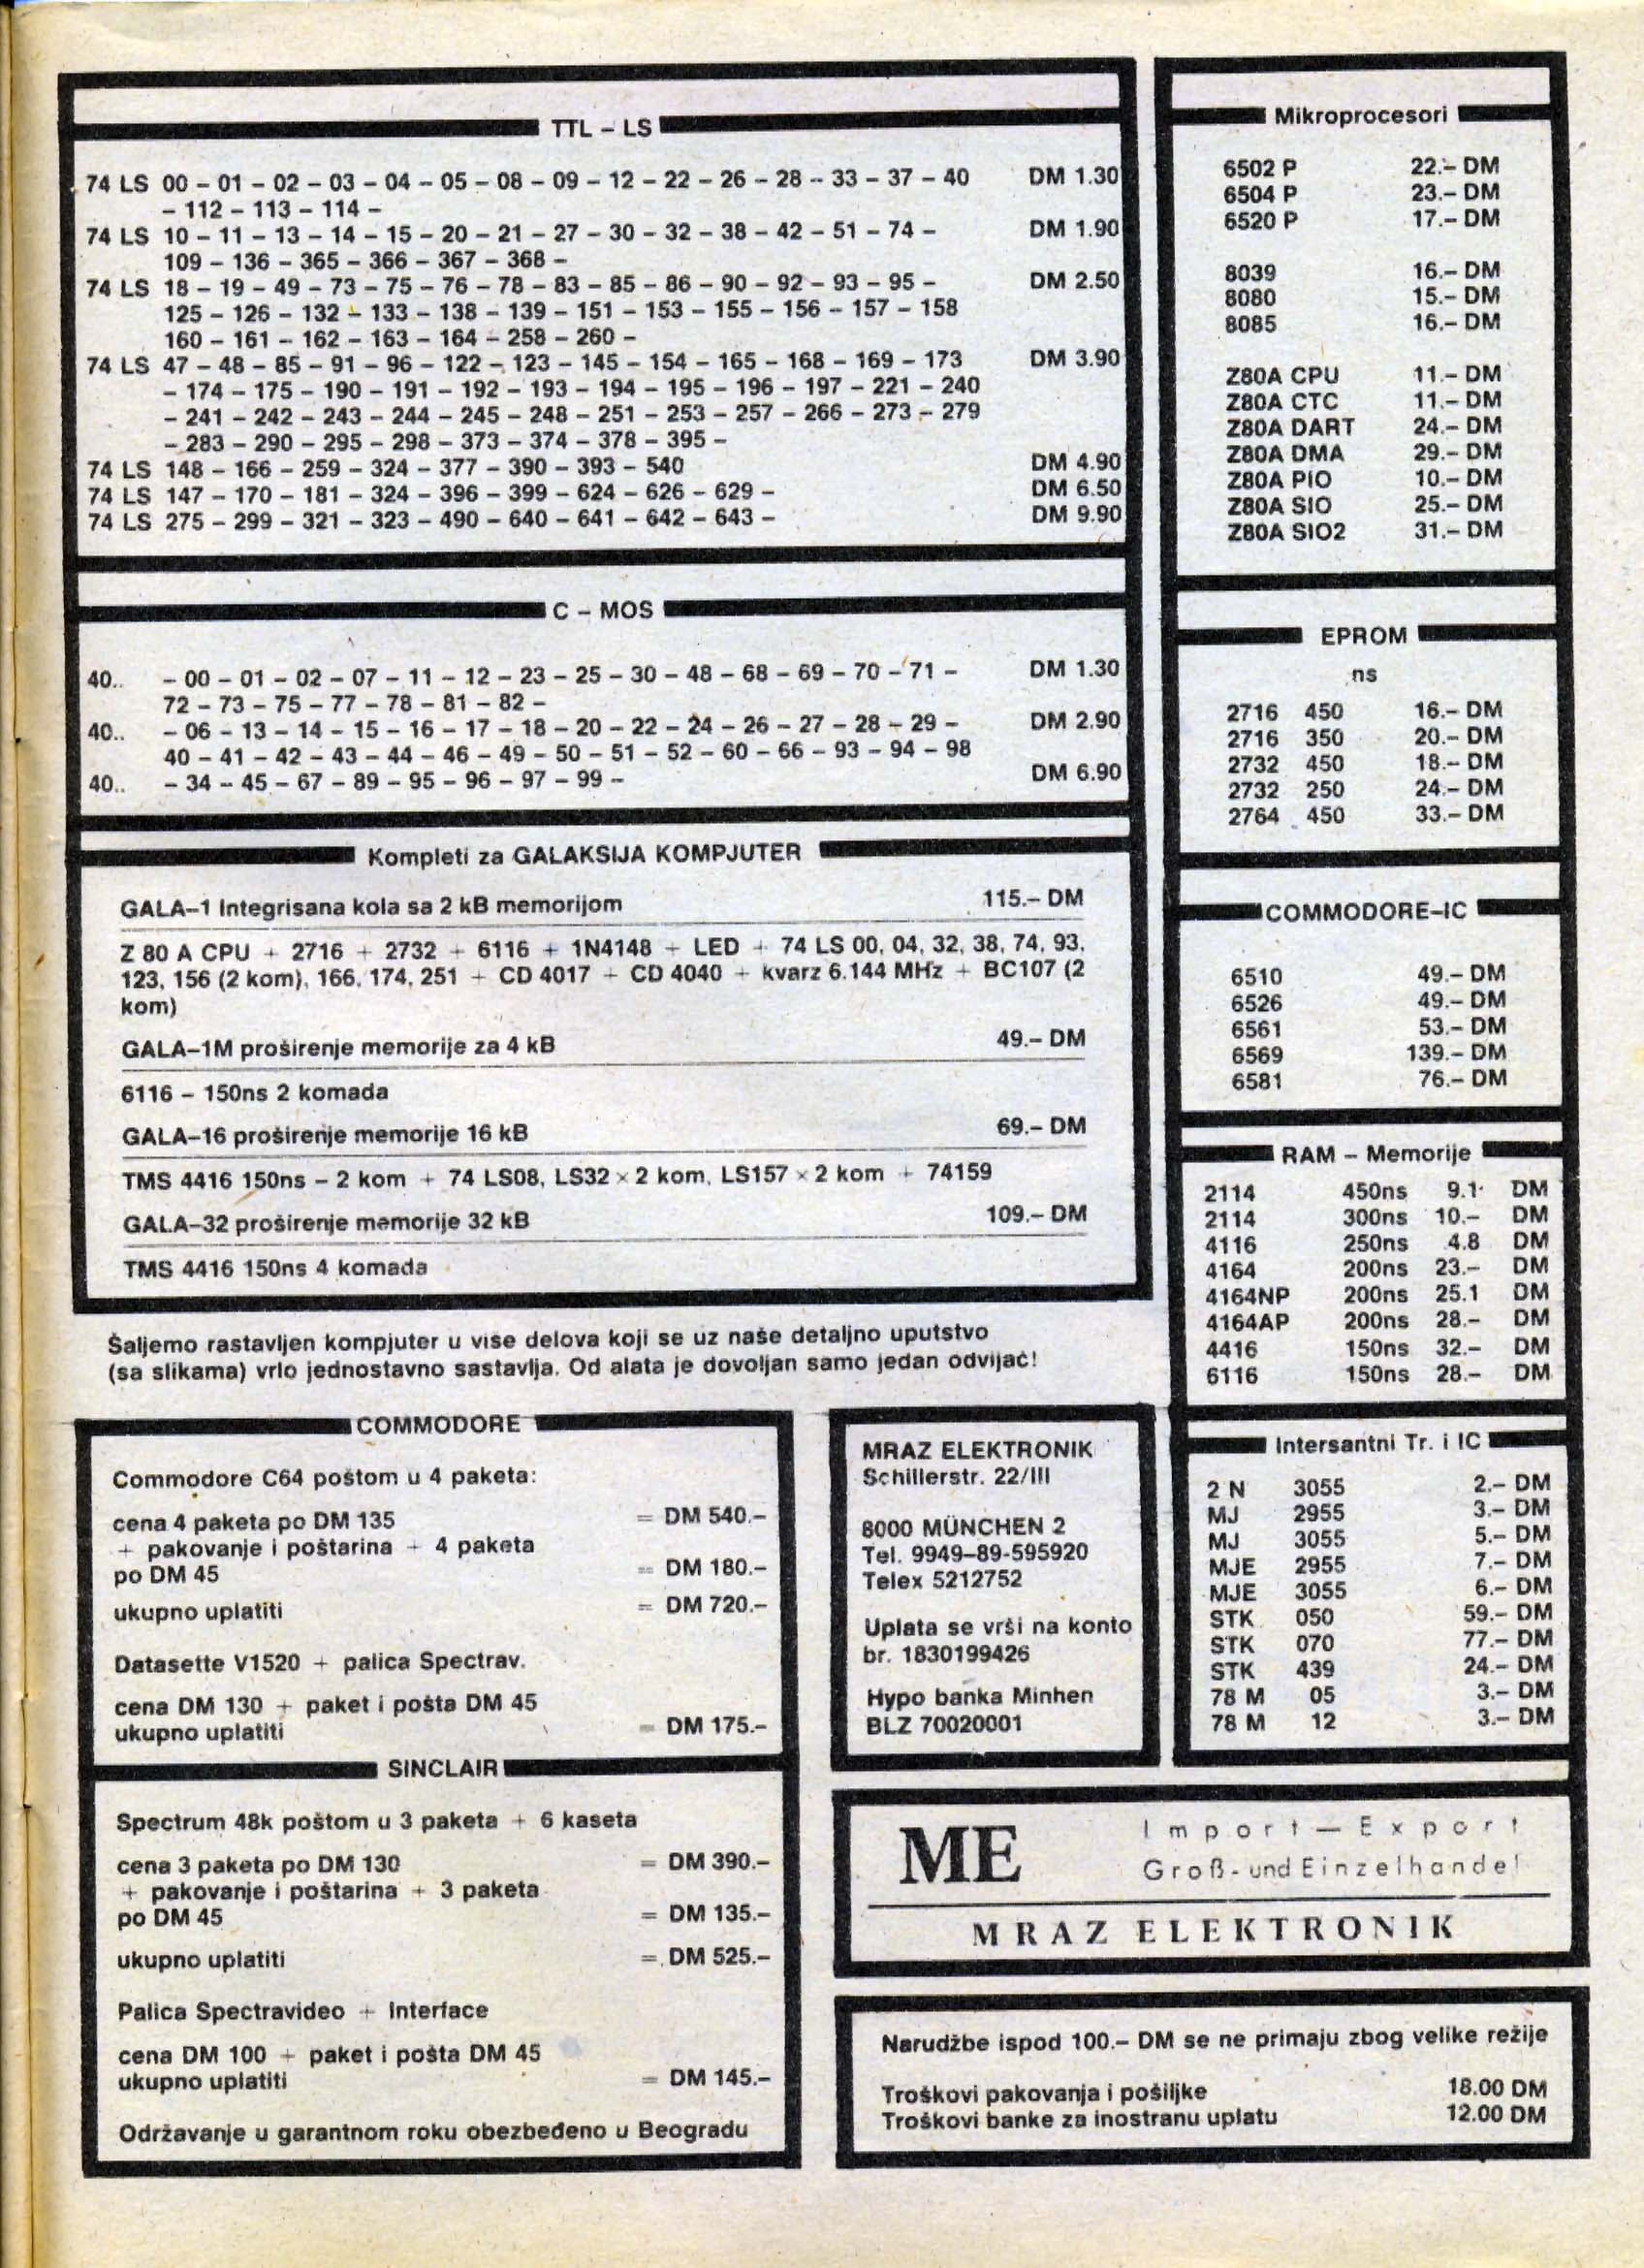 TTL – LS
74 LS 00 – 01 – 02 – 03 – 04 – 05 – 08 – 09 – 12 – 22 – 26 – 28 – 33 – 37 – 40 DM 1.30
– 112 – 113 – 114 –
74 LS 10 – 11 – 13 – 14 – 15 – 20 – 21 – 27 – 30 – 32 – 38 – 42 – 51 – 74 – DM 1.90
109 – 136 – 365 – 366 – 367 – 368 –
74 LS 18 – 19 – 49 – 73 – 75 – 76 – 78 – 83 – 85 – 86 – 90 – 92 – 93 – 95 – DM 2.50
125 – 126 – 132 – 133 – 138 – 139 – 151 – 153 – 155 – 156 – 157 – 158
160 – 161 – 162 – 163 – 164 – 258 – 260 –
74 LS 47 – 48 – 85 – 91 – 96 – 122 – 123 – 145 – 154 – 165 – 168 – 169 – 173 DM 3.90
– 174 – 175 – 190 – 191 – 192 – 193 – 194 – 195 – 196 – 197 – 221 – 240
– 241 – 242 – 243 – 244 – 245 – 248 – 251 – 253 – 257 – 266 – 273 – 279
– 283 – 290 – 295 – 298 – 373 – 374 – 378 – 395 –
74 LS 148 – 166 – 259 – 324 – 377 – 390 – 393 – 540 DM 4.90
74 LS 147 – 170 – 181 – 324 – 396 – 399 – 624 – 626 – 629 – DM 6.50
74 LS 275 – 299 – 321 – 323 – 490 – 640 – 641 – 642 – 643 – DM 9.90
C – MOS
40.. – 00 – 01 – 02 – 07 – 11 – 12 – 23 – 25 – 30 – 48 – 68 – 69 – 70 – 71 – DM 1.30
72 – 73 – 75 – 77 – 78 – 81 – 82 –
40.. – 06 – 13 – 14 – 15 – 16 – 17 – 18 – 20 – 22 – 24 – 26 – 27 – 28 – 29 – DM 2.90
40 – 41 – 42 – 43 – 44 – 46 – 49 – 50 – 51 – 52 – 60 – 66 – 93 – 94 – 98
40.. – 34 – 45 – 67 – 89 – 95 – 96 – 97 – 99 – DM 6.90
Kompleti za GALAKSIJA KOMPJUTER
GALA–1 Integrisana kola sa 2 kB memorijom 115.– DM
Z 80 A CPU + 2716 + 2732 + 6116 + 1N4148 + LED + 74 LS 00, 04, 32, 38, 74, 93,
123, 156 (2 kom), 166, 174, 251 + CD 4017 + CD 4040 + kvarz 6.144 MHz + BC107 (2
kom)
GALA–1M proširenje memorije za 4 kB 49.– DM
6116 – 150ns 2 komada
GALA–16 proširenje memorije 16 kB 69.– DM
TMS 4416 150ns – 2 kom + 74 LS08, LS32 × 2 kom, LS157 × 2 kom + 74159
GALA–32 proširenje memorije 32 kB 109.– DM
TMS 4416 150ns 4 komada
Šaljemo rastavljen kompjuter u vise delova koji se uz naše detaljno uputstvo
(sa slikama) vrlo jednostavno sastavlja. Od alata je dovoljan samo jedan odvijač!
COMMODORE
Commodore C64 poštom u 4 paketa:
cena 4 paketa po DM 135 = DM 540.–
+ pakovanje i poštarina + 4 paketa
po DM 45 = DM 180.–
ukupno uplatiti = DM 720.–
Datasette V1520 + palica Spectrav.
cena DM 130 + paket i pošta DM 45
ukupno uplatiti = DM 175.–
SINCLAIR
Spectrum 48k poštom u 3 paketa + 6 kaseta
cena 3 paketa po DM 130 = DM 390.–
+ pakovanje i poštarina + 3 paketa
po DM 45 = DM 135.–
ukupno uplatiti = DM 525.–
Palica Spectravideo + Interface
cena DM 100 + paket i pošta DM 45
ukupno uplatiti = DM 145.–
Održavanje u garantnom roku obezbeđeno u Beogradu
MRAZ ELEKTRONIK
Schillerstr. 22/III
8000 MÜNCHEN 2
Tel. 9949–89-595920
Telex 5212752
Uplata se vrši na konto
br. 1830199426
Hypo banka Minhen
BLZ 70020001
Mikroprocesori
6502 P 22.– DM
6504 P 23.– DM
6520 P 17.– DM
8039 16.– DM
8080 15.– DM
8085 16.– DM
Z80A CPU 11.– DM
Z80A CTC 11.– DM
Z80A DART 24.– DM
Z80A DMA 29.– DM
Z80A PIO 10.– DM
Z80A SIO 25.– DM
Z80A SIO2 31.– DM
EPROM
ns
2716 450 16.– DM
2716 350 20.– DM
2732 450 18.– DM
2732 250 24.– DM
2764 450 33.– DM
COMMODORE–IC
6510 49.– DM
6526 49.– DM
6561 53.– DM
6569 139.– DM
6581 76.– DM
RAM – Memorije
2114 450ns 9.1 DM
2114 300ns 10.– DM
4116 250ns 4.8 DM
4164 200ns 23.– DM
4164NP 200ns 25.1 DM
4164AP 200ns 28.– DM
4416 150ns 32.– DM
6116 150ns 28.– DM
Intersantni Tr. i IC
2 N 3055 2.– DM
MJ 2955 3.– DM
MJ 3055 5.– DM
MJE 2955 7.– DM
MJE 3055 6.– DM
STK 050 59.– DM
STK 070 77.– DM
STK 439 24.– DM
78 M 05 3.– DM
78 M 12 3.– DM
ME
Import–Export
Groß- und Einzelhandel
MRAZ ELEKTRONIK
Narudžbe ispod 100.– DM se ne primaju zbog velike režije
Troškovi pakovanja i pošiljke 18.00 DM
Troškovi banke za inostranu uplatu 12.00 DM